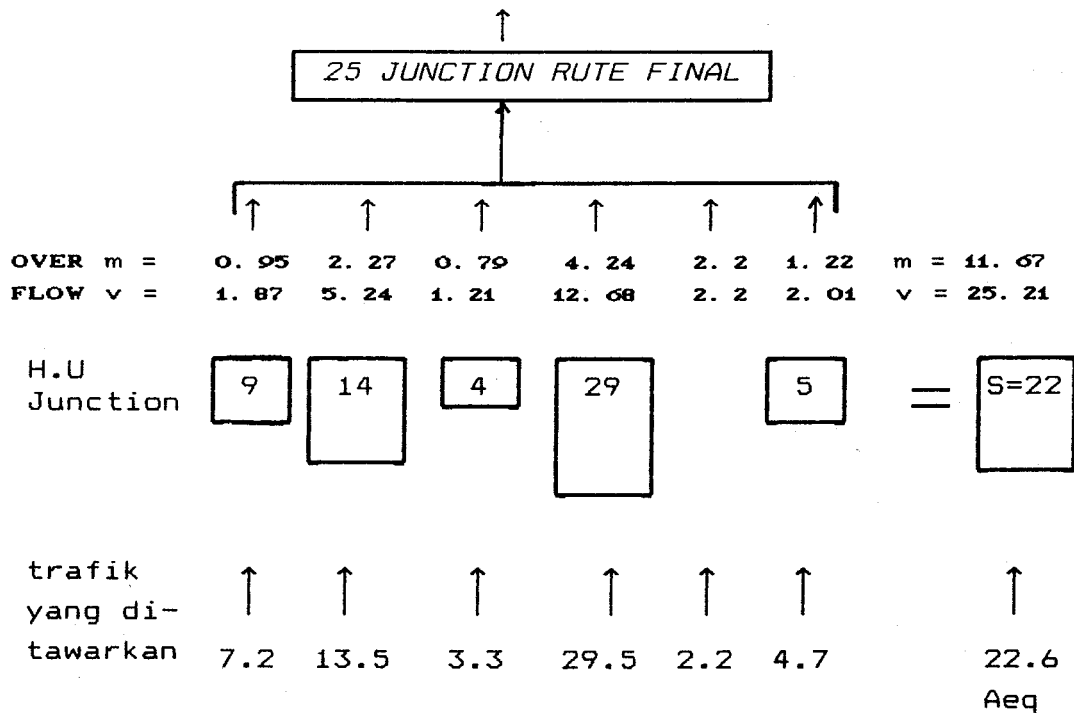 25 JUNCTION RUTE FINAL
OVER m = 0. 95 2. 27 0. 79 4. 24 2. 2 1. 22 m = 11. 67
FLOW v = 1. 87 5. 24 1. 21 12. 68 2. 2 2. 01 v = 25. 21
H.U
Junction
9 14 4 29 5 = S=22
trafik
yang di-
tawarkan 7.2 13.5 3.3 29.5 2.2 4.7 22.6
Aeq